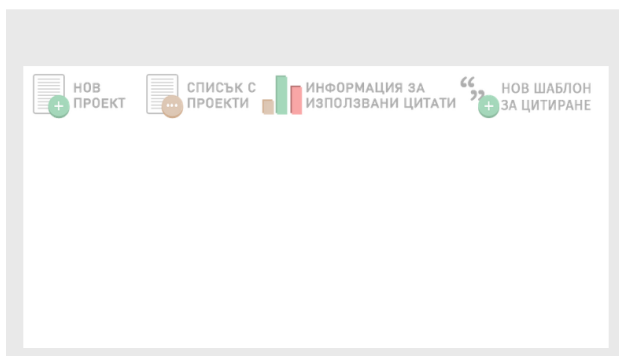 НОВ
ПРОЕКТ
СПИСЪК С
ПРОЕКТИ
ИНФОРМАЦИЯ ЗА
ИЗПОЛЗВАНИ ЦИТАТИ
НОВ ШАБЛОН
ЗА ЦИТИРАНЕ